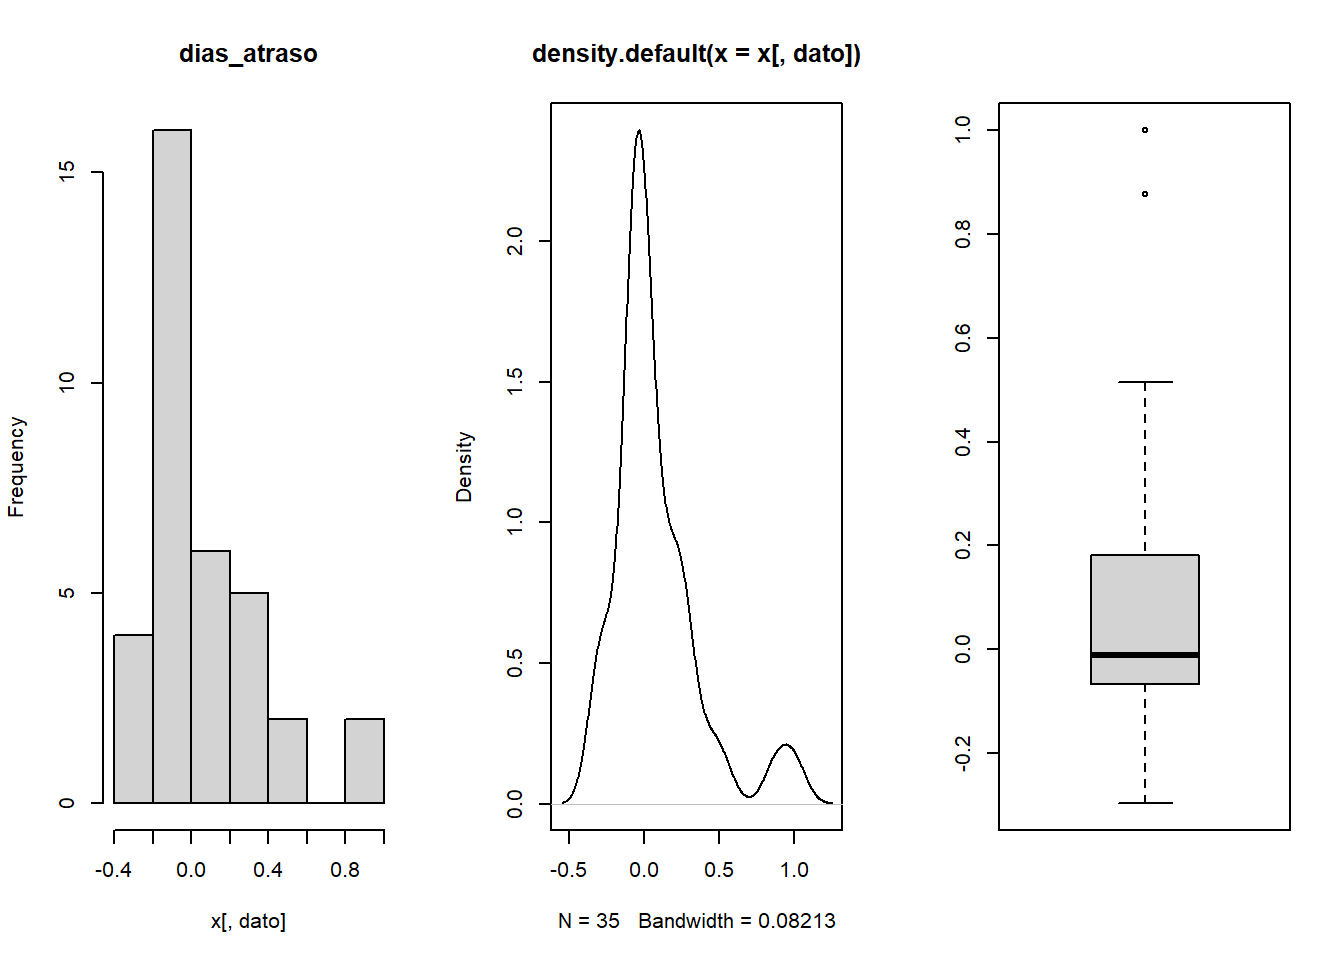 dias_atraso
Frequency
15
10
5
0
-0.4 0.0 0.4 0.8
x[, dato]
density.default(x = x[, dato])
Density
2.0
1.5
1.0
0.5
0.0
-0.5 0.0 0.5 1.0
N = 35 Bandwidth = 0.08213
1.0
0.8
0.6
0.4
0.2
0.0
-0.2